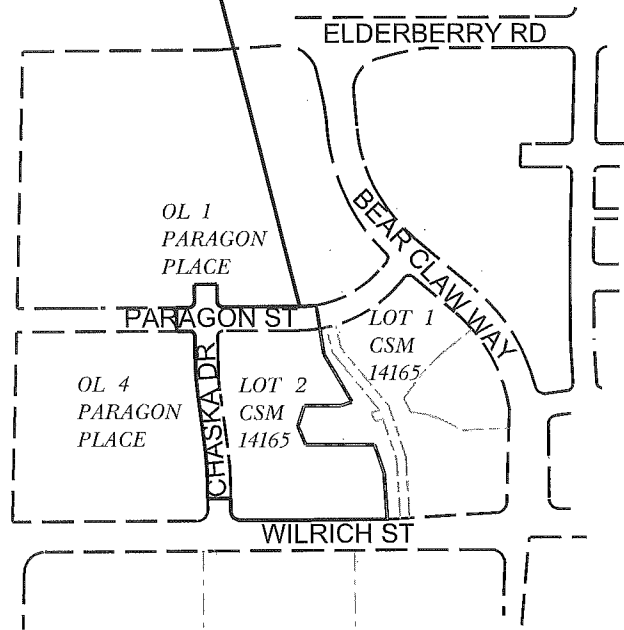 ELDERBERRY RD
BEAR CLAW WAY
OL 1
PARAGON
PLACE
PARAGON ST
LOT 1
CSM
14165
CHASKA DR
OL 4
PARAGON
PLACE
LOT 2
CSM
14165
WILRICH ST